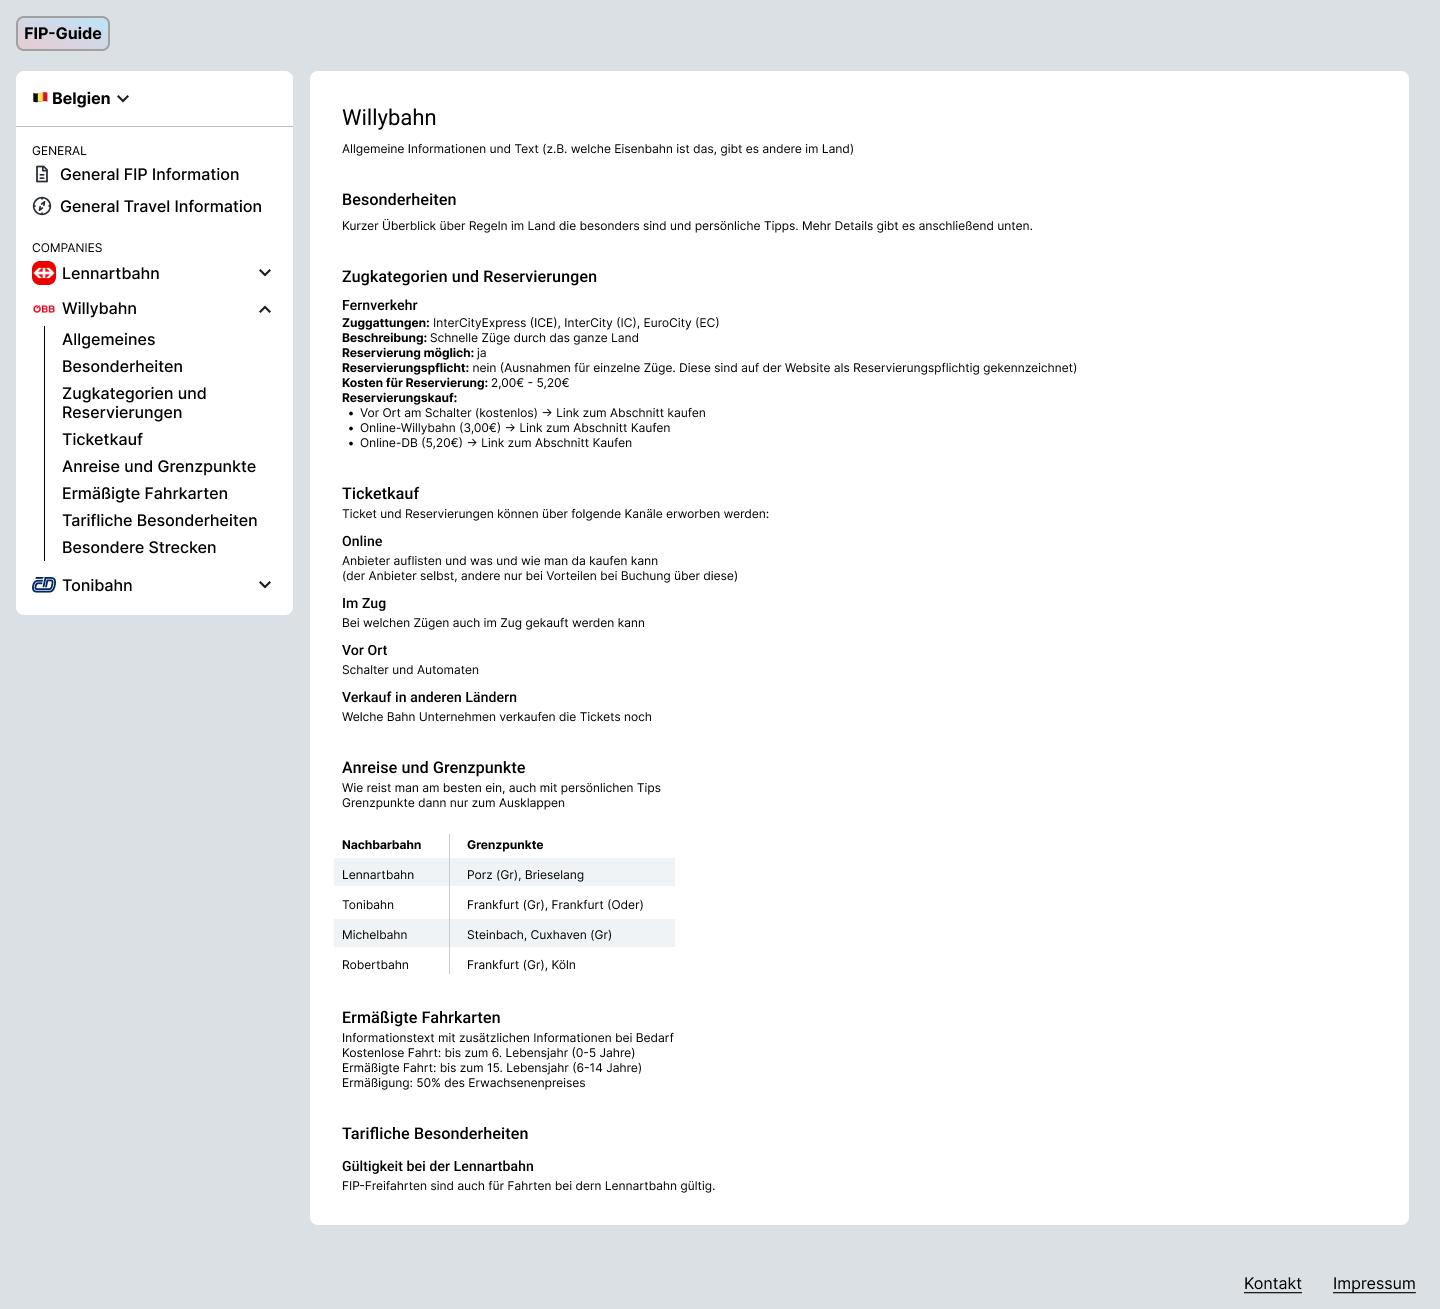 FIP-Guide
Belgien
GENERAL
General FIP Information
General Travel Information
COMPANIES
Lennartbahn
ÖBB Willybahn
Allgemeines
Besonderheiten
Zugkategorien und
Reservierungen
Ticketkauf
Anreise und Grenzpunkte
Ermäßigte Fahrkarten
Tarifliche Besonderheiten
Besondere Strecken
ČD Tonibahn
Willybahn
Allgemeine Informationen und Text (z.B. welche Eisenbahn ist das, gibt es andere im Land)
Besonderheiten
Kurzer Überblick über Regeln im Land die besonders sind und persönliche Tipps. Mehr Details gibt es anschließend unten.
Zugkategorien und Reservierungen
Fernverkehr
Zuggattungen: InterCityExpress (ICE), InterCity (IC), EuroCity (EC)
Beschreibung: Schnelle Züge durch das ganze Land
Reservierung möglich: ja
Reservierungspflicht: nein (Ausnahmen für einzelne Züge. Diese sind auf der Website als Reservierungspflichtig gekennzeichnet)
Kosten für Reservierung: 2,00€ - 5,20€
Reservierungskauf:
• Vor Ort am Schalter (kostenlos) → Link zum Abschnitt kaufen
• Online-Willybahn (3,00€) → Link zum Abschnitt Kaufen
• Online-DB (5,20€) → Link zum Abschnitt Kaufen
Ticketkauf
Ticket und Reservierungen können über folgende Kanäle erworben werden:
Online
Anbieter auflisten und was und wie man da kaufen kann
(der Anbieter selbst, andere nur bei Vorteilen bei Buchung über diese)
Im Zug
Bei welchen Zügen auch im Zug gekauft werden kann
Vor Ort
Schalter und Automaten
Verkauf in anderen Ländern
Welche Bahn Unternehmen verkaufen die Tickets noch
Anreise und Grenzpunkte
Wie reist man am besten ein, auch mit persönlichen Tips
Grenzpunkte dann nur zum Ausklappen
Nachbarbahn Grenzpunkte
Lennartbahn Porz (Gr), Brieselang
Tonibahn Frankfurt (Gr), Frankfurt (Oder)
Michelbahn Steinbach, Cuxhaven (Gr)
Robertbahn Frankfurt (Gr), Köln
Ermäßigte Fahrkarten
Informationstext mit zusätzlichen Informationen bei Bedarf
Kostenlose Fahrt: bis zum 6. Lebensjahr (0-5 Jahre)
Ermäßigte Fahrt: bis zum 15. Lebensjahr (6-14 Jahre)
Ermäßigung: 50% des Erwachsenenpreises
Tarifliche Besonderheiten
Gültigkeit bei der Lennartbahn
FIP-Freifahrten sind auch für Fahrten bei dern Lennartbahn gültig.
Kontakt Impressum